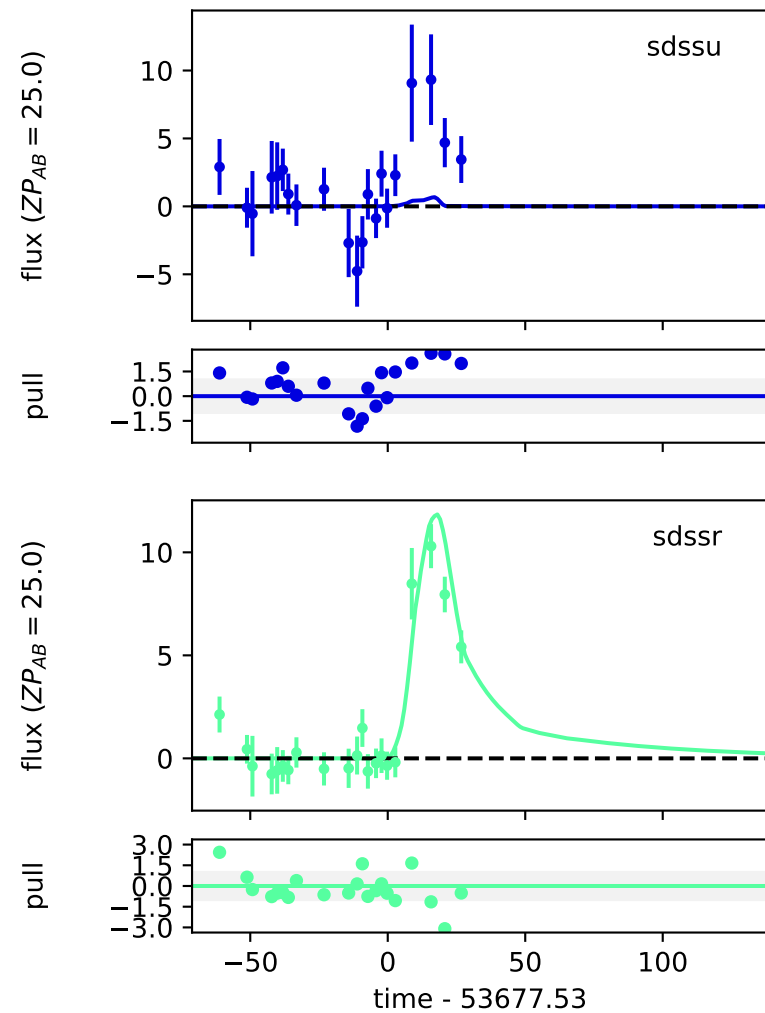 sdssu
flux (ZP_AB = 25.0)
10
5
0
−5
pull
1.5
0.0
−1.5
sdssr
flux (ZP_AB = 25.0)
10
5
0
pull
3.0
1.5
0.0
−1.5
−3.0
−50 0 50 100
time - 53677.53